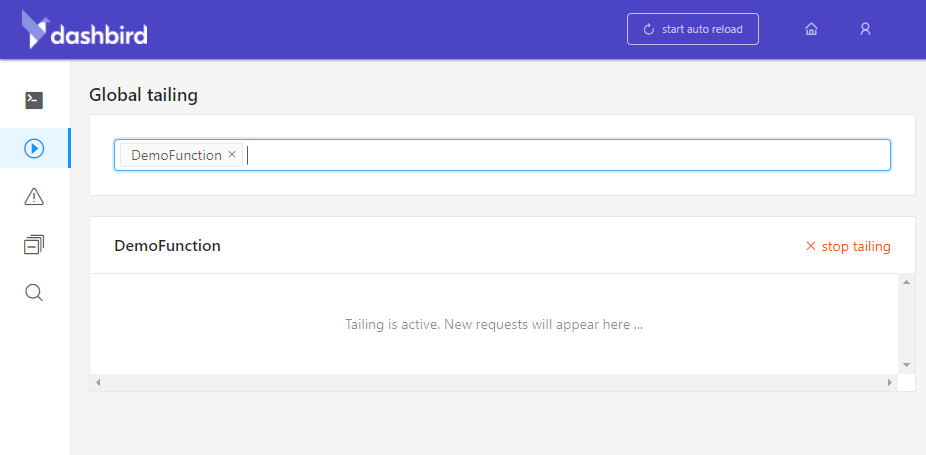 dashbird
start auto reload
Global tailing
DemoFunction ×
DemoFunction
× stop tailing
Tailing is active. New requests will appear here ...